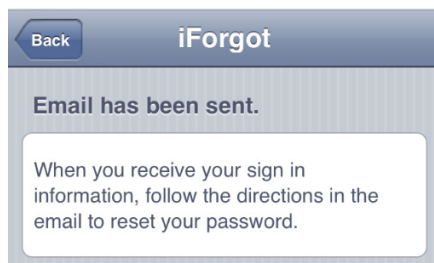 Back
iForgot
Email has been sent.
When you receive your sign in
information, follow the directions in the
email to reset your password.